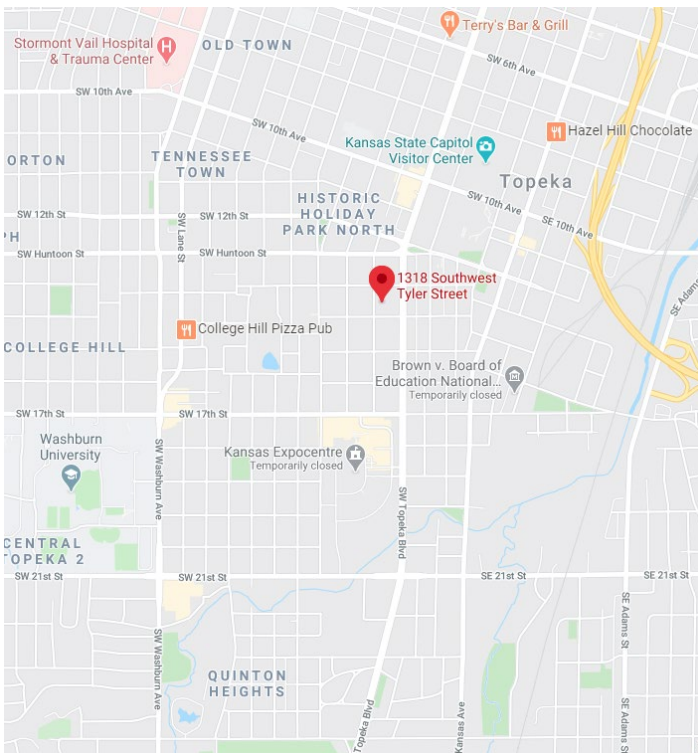 Terry's Bar & Grill
Stormont Vail Hospital
& Trauma Center
OLD TOWN
SW 6th Ave
SW 10th Ave
SW 10th Ave
Hazel Hill Chocolate
Kansas State Capitol
Visitor Center
ORTON
TENNESSEE
TOWN
Topeka
HISTORIC
HOLIDAY
PARK NORTH
SW 10th Ave
SW 12th St
SW 12th St
SE 10th Ave
PH
SW Lane St
SW Huntoon St
SW Huntoon St
1318 Southwest
Tyler Street
SE Adams
College Hill Pizza Pub
COLLEGE HILL
Brown v. Board of
Education National...
Temporarily closed
SW 17th St
SW 17th St
Washburn
University
Kansas Expocentre
Temporarily closed
SW Washburn Ave
SW Topeka Blvd
CENTRAL
TOPEKA 2
SW 21st St
SW 21st St
SE 21st St
SE 21st St
SE Adams St
SW Washburn Ave
QUINTON
HEIGHTS
Topeka Blvd
Kansas Ave
SE Adams St